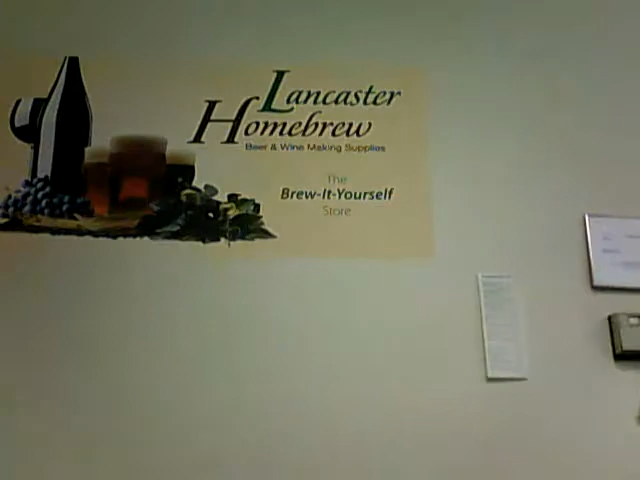 Lancaster
Homebrew
Beer & Wine Making Supplies
The
Brew-It-Yourself
Store